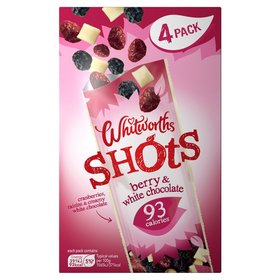 4 PACK
Whitworths
SHOTS
berry &
white chocolate
93
calories
cranberries,
raisins & creamy
white chocolate
each pack contains